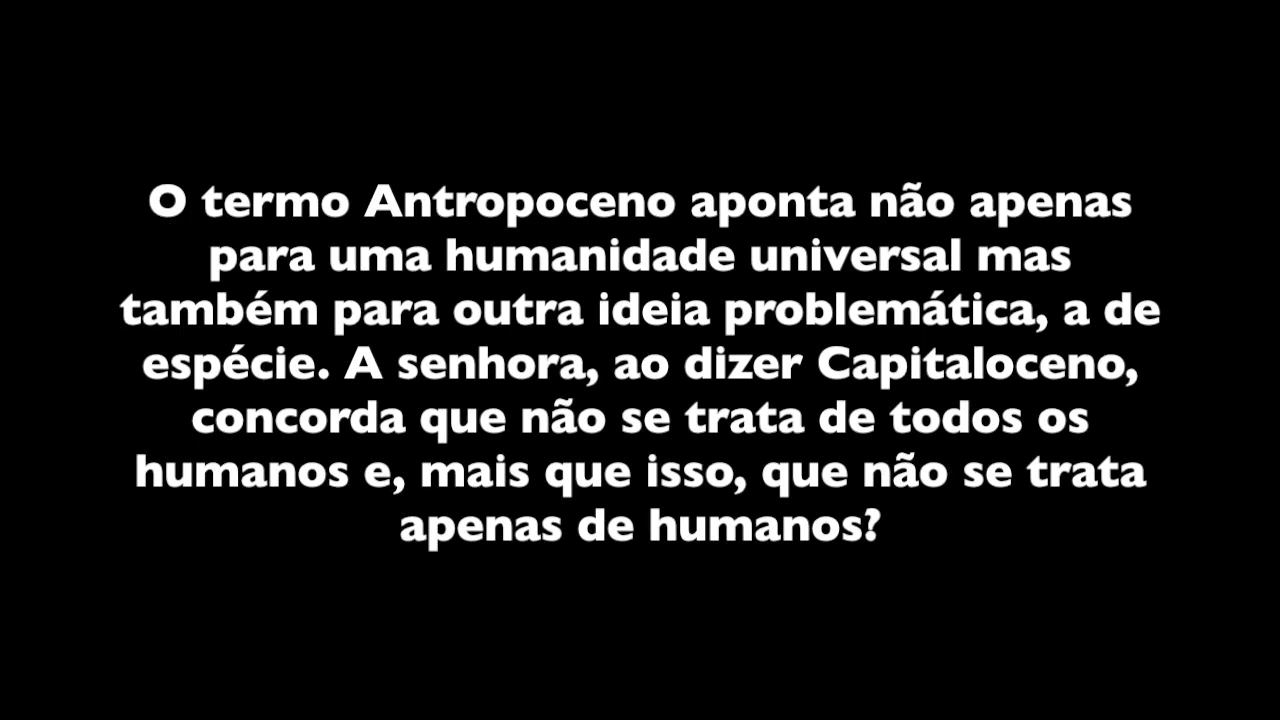 O termo Antropoceno aponta não apenas
para uma humanidade universal mas
também para outra ideia problemática, a de
espécie. A senhora, ao dizer Capitaloceno,
concorda que não se trata de todos os
humanos e, mais que isso, que não se trata
apenas de humanos?